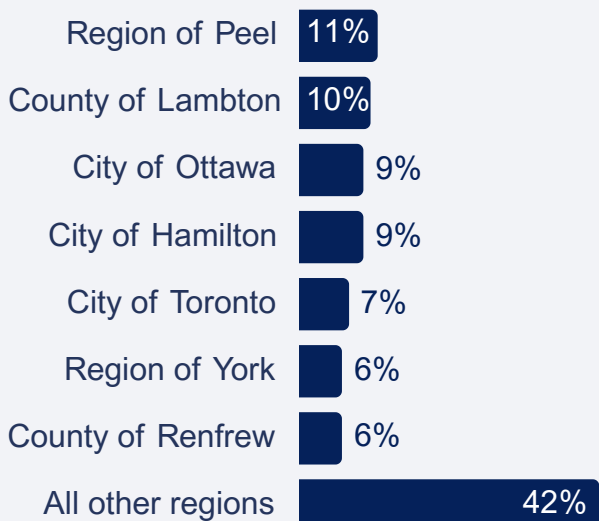 Region of Peel 11%
County of Lambton 10%
City of Ottawa 9%
City of Hamilton 9%
City of Toronto 7%
Region of York 6%
County of Renfrew 6%
All other regions 42%